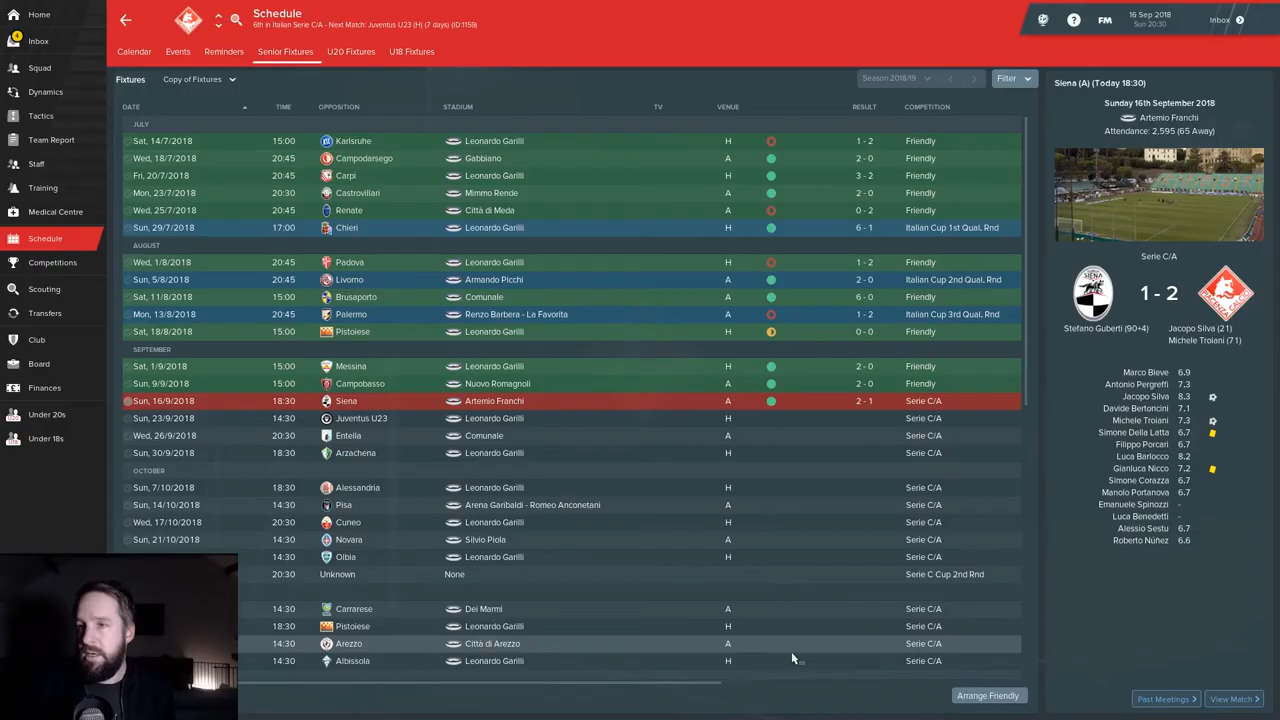 Home
Inbox
4
Squad
Dynamics
Tactics
Team Report
Staff
Training
Medical Centre
Schedule
Competitions
Scouting
Transfers
Club
Board
Finances
Under 20s
Under 18s
Schedule
6th in Italian Serie C/A - Next Match: Juventus U23 (H) (7 days) (ID:1159)
FM
16 Sep 2018
Sun 20:30
Inbox
Calendar Events Reminders Senior Fixtures U20 Fixtures U18 Fixtures
Fixtures Copy of Fixtures Season 2018/19 Filter
DATE TIME OPPOSITION STADIUM TV VENUE RESULT COMPETITION
JULY
Sat, 14/7/2018 15:00 Karlsruhe Leonardo Garilli H 1 - 2 Friendly
Wed, 18/7/2018 20:45 Campodarsego Gabbiano A 2 - 0 Friendly
Fri, 20/7/2018 20:45 Carpi Leonardo Garilli H 3 - 2 Friendly
Mon, 23/7/2018 20:30 Castrovillari Mimmo Rende A 2 - 0 Friendly
Wed, 25/7/2018 20:45 Renate Città di Meda A 0 - 2 Friendly
Sun, 29/7/2018 17:00 Chieri Leonardo Garilli H 6 - 1 Italian Cup 1st Qual. Rnd
AUGUST
Wed, 1/8/2018 20:45 Padova Leonardo Garilli H 1 - 2 Friendly
Sun, 5/8/2018 20:45 Livorno Armando Picchi A 2 - 0 Italian Cup 2nd Qual. Rnd
Sat, 11/8/2018 15:00 Brusaporto Comunale A 6 - 0 Friendly
Mon, 13/8/2018 20:45 Palermo Renzo Barbera - La Favorita A 1 - 2 Italian Cup 3rd Qual. Rnd
Sat, 18/8/2018 15:00 Pistoiese Leonardo Garilli H 0 - 0 Friendly
SEPTEMBER
Sat, 1/9/2018 15:00 Messina Leonardo Garilli H 2 - 0 Friendly
Sun, 9/9/2018 15:00 Campobasso Nuovo Romagnoli A 2 - 0 Friendly
Sun, 16/9/2018 18:30 Siena Artemio Franchi A 2 - 1 Serie C/A
Sun, 23/9/2018 14:30 Juventus U23 Leonardo Garilli H Serie C/A
Wed, 26/9/2018 20:30 Entella Comunale A Serie C/A
Sun, 30/9/2018 18:30 Arzachena Leonardo Garilli H Serie C/A
OCTOBER
Sun, 7/10/2018 18:30 Alessandria Leonardo Garilli H Serie C/A
Sun, 14/10/2018 14:30 Pisa Arena Garibaldi - Romeo Anconetani A Serie C/A
Wed, 17/10/2018 20:30 Cuneo Leonardo Garilli H Serie C/A
Sun, 21/10/2018 14:30 Novara Silvio Piola A Serie C/A
14:30 Olbia Leonardo Garilli H Serie C/A
20:30 Unknown None Serie C Cup 2nd Rnd
14:30 Carrarese Dei Marmi A Serie C/A
18:30 Pistoiese Leonardo Garilli H Serie C/A
14:30 Arezzo Città di Arezzo A Serie C/A
14:30 Albissola Leonardo Garilli H Serie C/A
Arrange Friendly
Siena (A) (Today 18:30)
Sunday 16th September 2018
Artemio Franchi
Attendance: 2,595 (65 Away)
Serie C/A
SIENA
1 - 2
PIACENZA CALCIO
Stefano Guberti (90+4) Jacopo Silva (21)
Michele Troiani (71)
Marco Bleve 6.9
Antonio Pergreffi 7.3
Jacopo Silva 8.3
Davide Bertoncini 7.1
Michele Troiani 7.3
Simone Della Latta 6.7
Filippo Porcari 6.7
Luca Barlocco 8.2
Gianluca Nicco 7.2
Simone Corazza 6.7
Manolo Portanova 6.7
Emanuele Spinozzi -
Luca Benedetti -
Alessio Sestu 6.7
Roberto Núñez 6.6
Past Meetings View Match